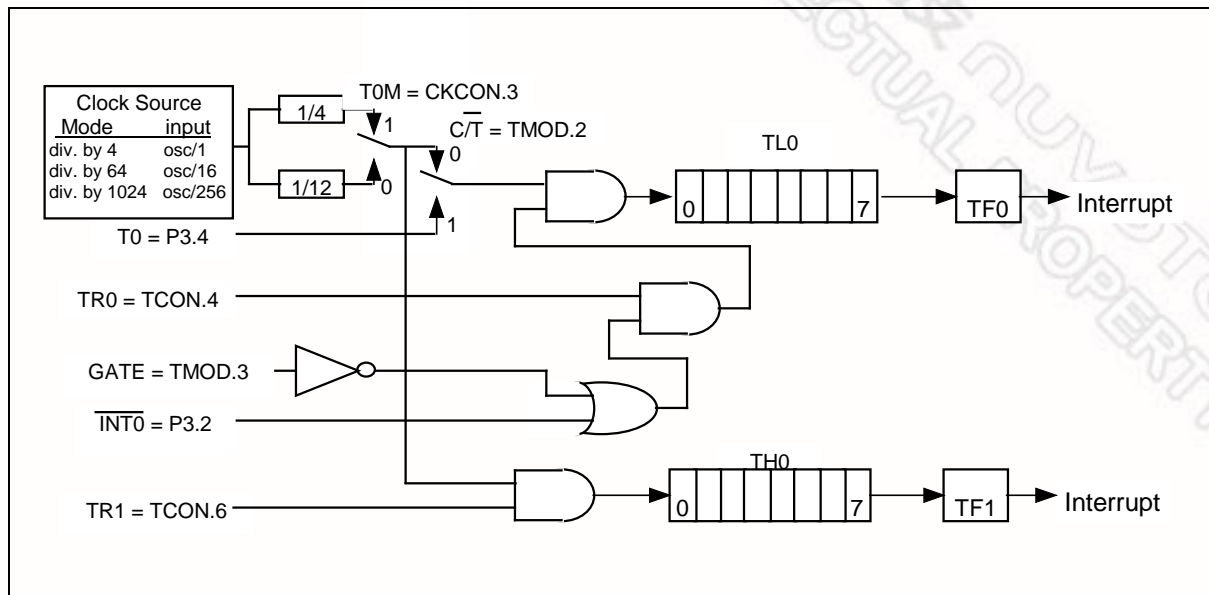 T0M = CKCON.3
Clock Source
Mode input
div. by 4 osc/1
div. by 64 osc/16
div. by 1024 osc/256
1/4
1/12
1
0
C/T̅ = TMOD.2
0
1
T0 = P3.4
TL0
0 7
TF0
Interrupt
TR0 = TCON.4
GATE = TMOD.3
I̅N̅T̅0̅ = P3.2
TR1 = TCON.6
TH0
0 7
TF1
Interrupt